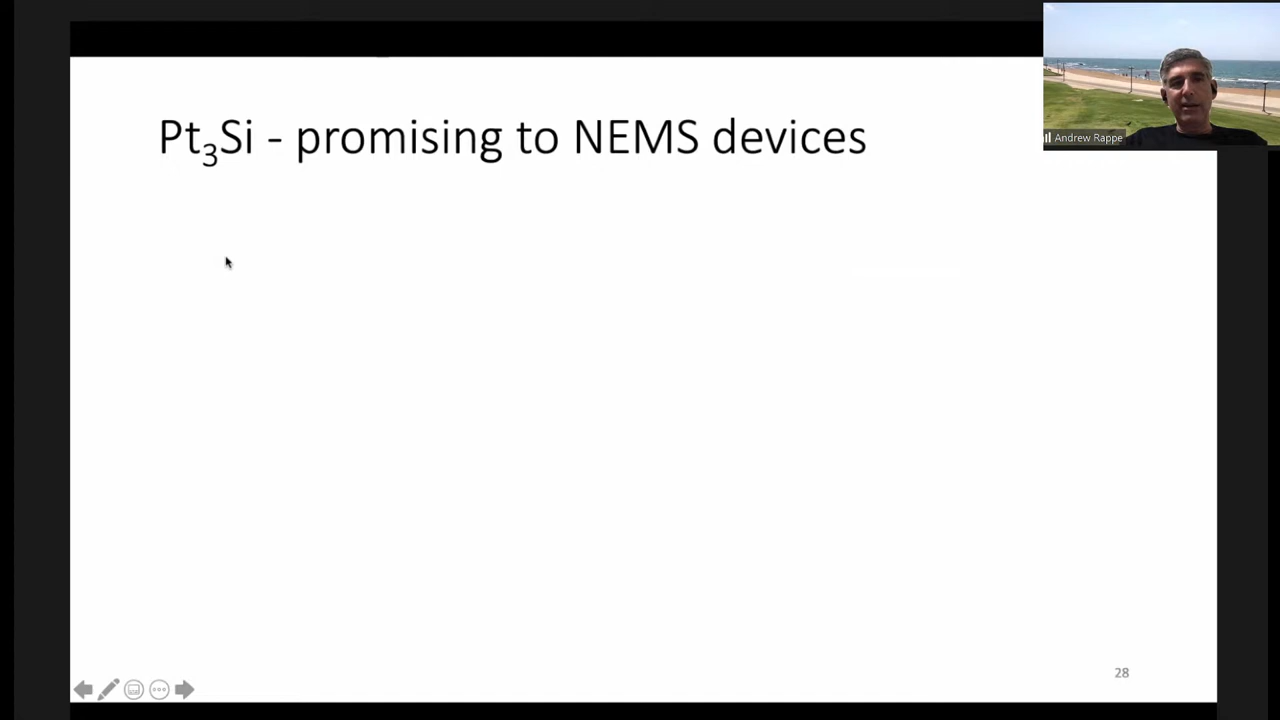 Pt₃Si - promising to NEMS devices
Andrew Rappe
28